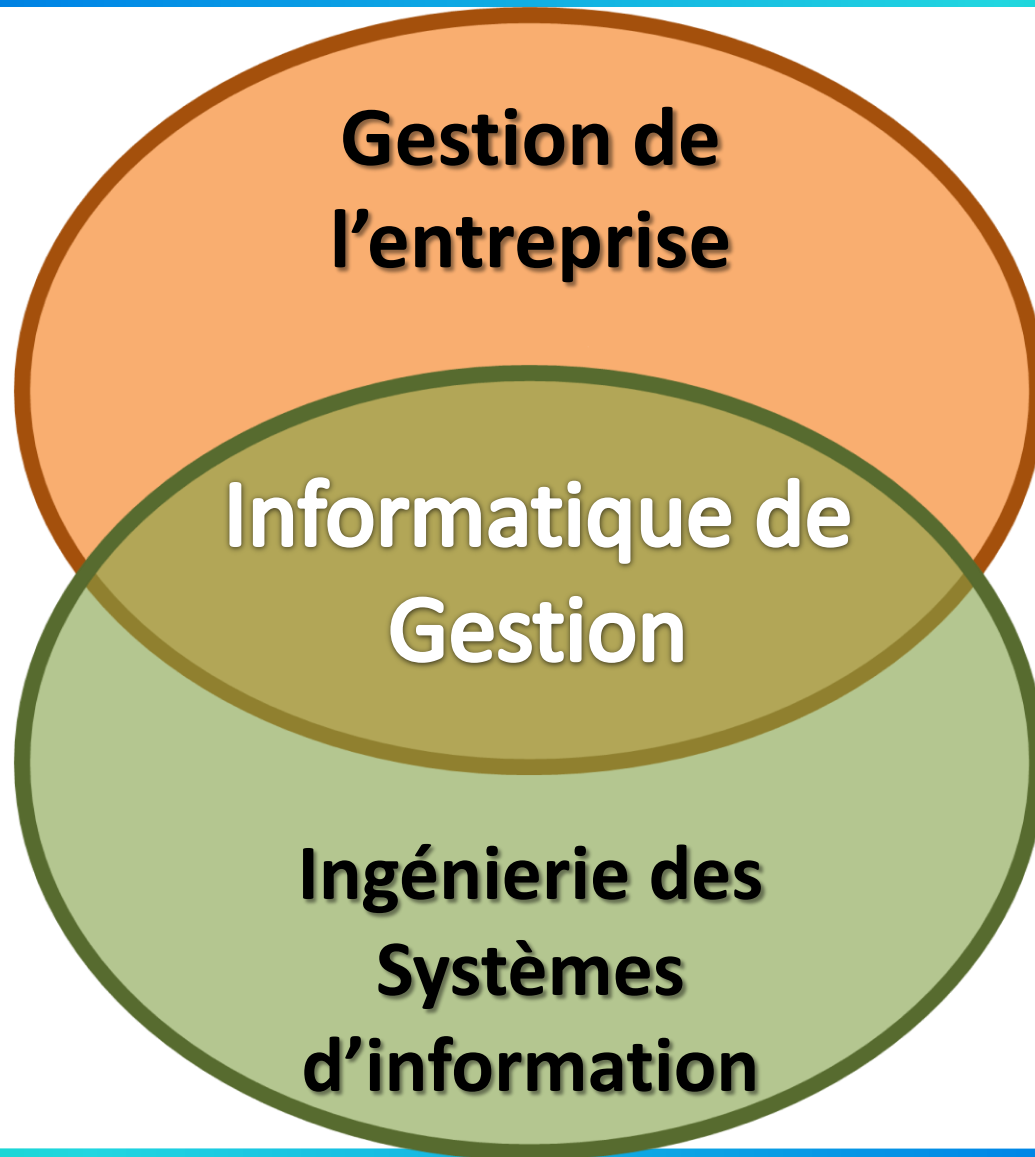 Gestion de
l’entreprise
Informatique de
Gestion
Ingénierie des
Systèmes
d’information